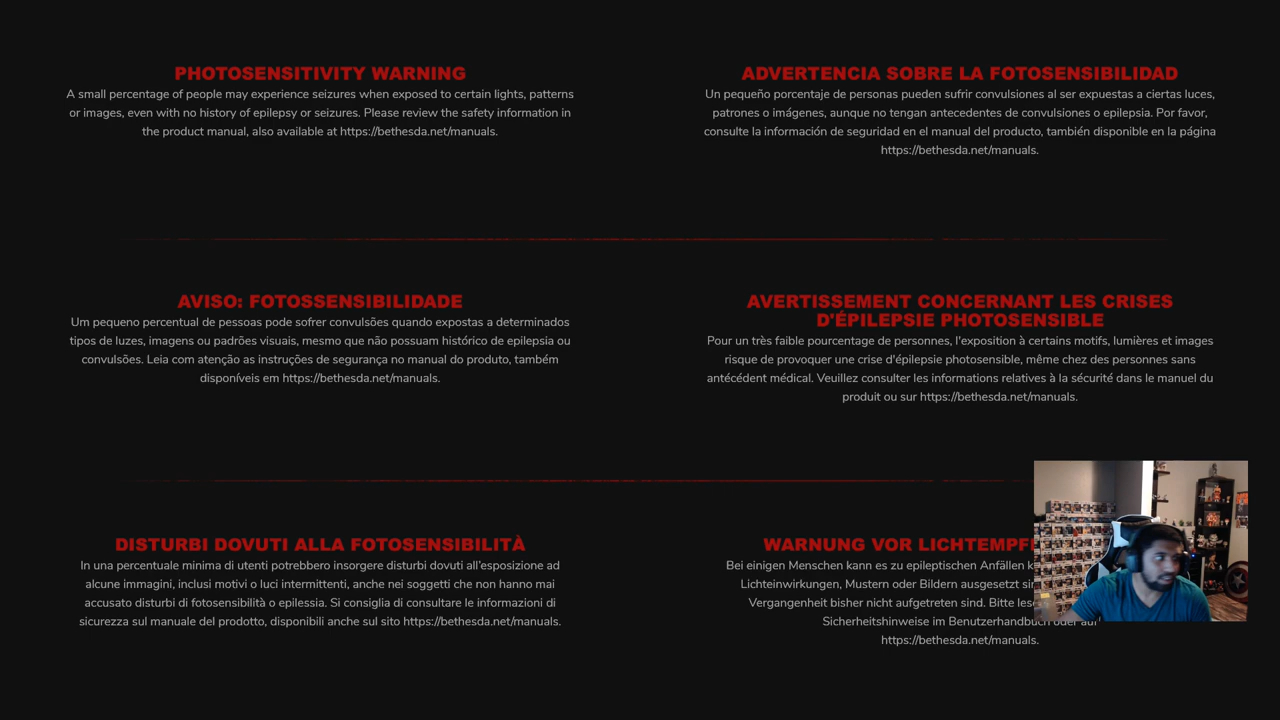 PHOTOSENSITIVITY WARNING
A small percentage of people may experience seizures when exposed to certain lights, patterns
or images, even with no history of epilepsy or seizures. Please review the safety information in
the product manual, also available at https://bethesda.net/manuals.
ADVERTENCIA SOBRE LA FOTOSENSIBILIDAD
Un pequeño porcentaje de personas pueden sufrir convulsiones al ser expuestas a ciertas luces,
patrones o imágenes, aunque no tengan antecedentes de convulsiones o epilepsia. Por favor,
consulte la información de seguridad en el manual del producto, también disponible en la página
https://bethesda.net/manuals.
AVISO: FOTOSSENSIBILIDADE
Um pequeno percentual de pessoas pode sofrer convulsões quando expostas a determinados
tipos de luzes, imagens ou padrões visuais, mesmo que não possuam histórico de epilepsia ou
convulsões. Leia com atenção as instruções de segurança no manual do produto, também
disponíveis em https://bethesda.net/manuals.
AVERTISSEMENT CONCERNANT LES CRISES
D'ÉPILEPSIE PHOTOSENSIBLE
Pour un très faible pourcentage de personnes, l'exposition à certains motifs, lumières et images
risque de provoquer une crise d'épilepsie photosensible, même chez des personnes sans
antécédent médical. Veuillez consulter les informations relatives à la sécurité dans le manuel du
produit ou sur https://bethesda.net/manuals.
DISTURBI DOVUTI ALLA FOTOSENSIBILITÀ
In una percentuale minima di utenti potrebbero insorgere disturbi dovuti all'esposizione ad
alcune immagini, inclusi motivi o luci intermittenti, anche nei soggetti che non hanno mai
accusato disturbi di fotosensibilità o epilessia. Si consiglia di consultare le informazioni di
sicurezza sul manuale del prodotto, disponibili anche sul sito https://bethesda.net/manuals.
WARNUNG VOR
Bei einigen Menschen kann es zu epileptischen Anfällen
Lichteinwirkungen, Mustern oder Bildern ausgesetzt
Vergangenheit bisher nicht aufgetreten sind. Bitte
Sicherheitshinweise im Benutzerhandbuch oder auf
https://bethesda.net/manuals.